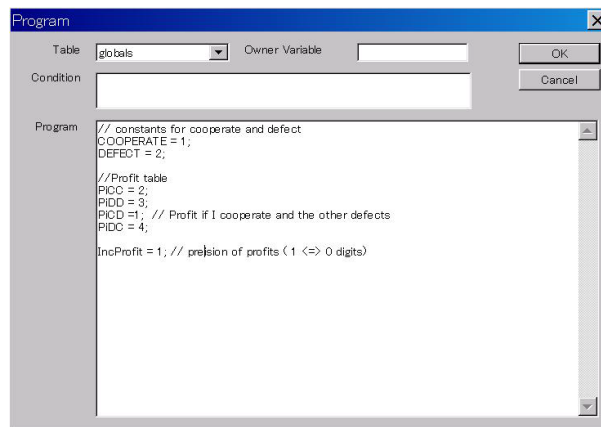 Program
Table globals Owner Variable
OK
Condition
Cancel
Program
// constants for cooperate and defect
COOPERATE = 1;
DEFECT = 2;
//Profit table
PiCC = 2;
PiDD = 3;
PiCD =1; // Profit if I cooperate and the other defects
PiDC = 4;
IncProfit = 1; // preision of profits ( 1 <=> 0 digits)